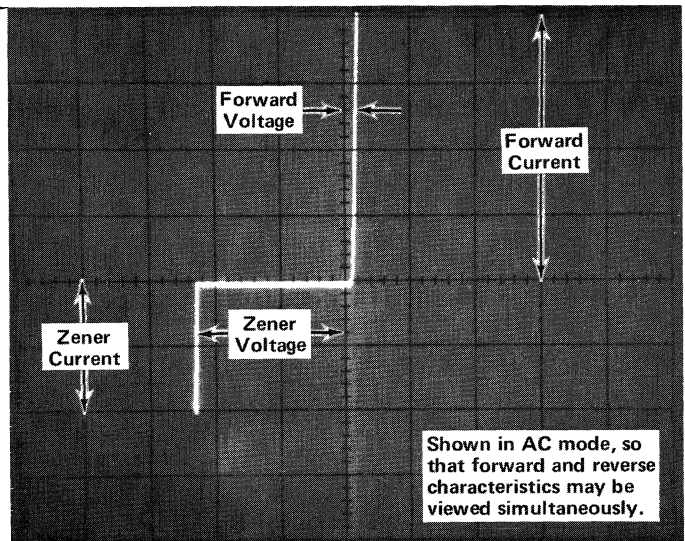 Forward
Voltage
Forward
Current
Zener
Current
Zener
Voltage
Shown in AC mode, so
that forward and reverse
characteristics may be
viewed simultaneously.